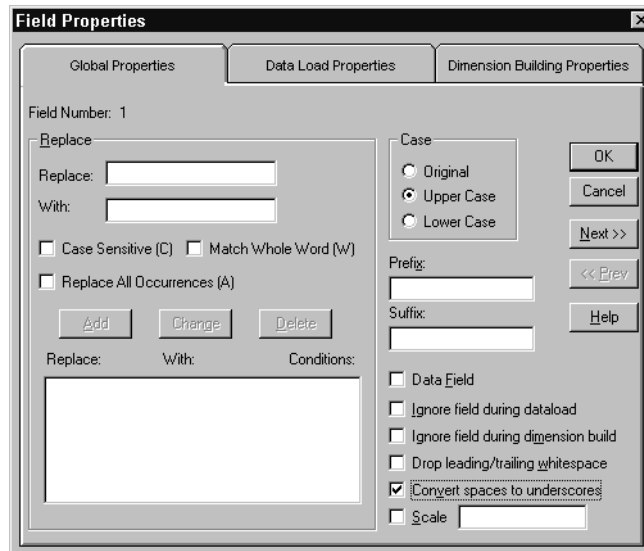 Field Properties
Global Properties
Data Load Properties
Dimension Building Properties
Field Number: 1
Replace
Replace:
With:
Case Sensitive (C)
Match Whole Word (W)
Replace All Occurrences (A)
Add
Change
Delete
Replace:
With:
Conditions:
Case
Original
Upper Case
Lower Case
Prefix:
Suffix:
Data Field
Ignore field during dataload
Ignore field during dimension build
Drop leading/trailing whitespace
Convert spaces to underscores
Scale
OK
Cancel
Next >>
<< Prev
Help